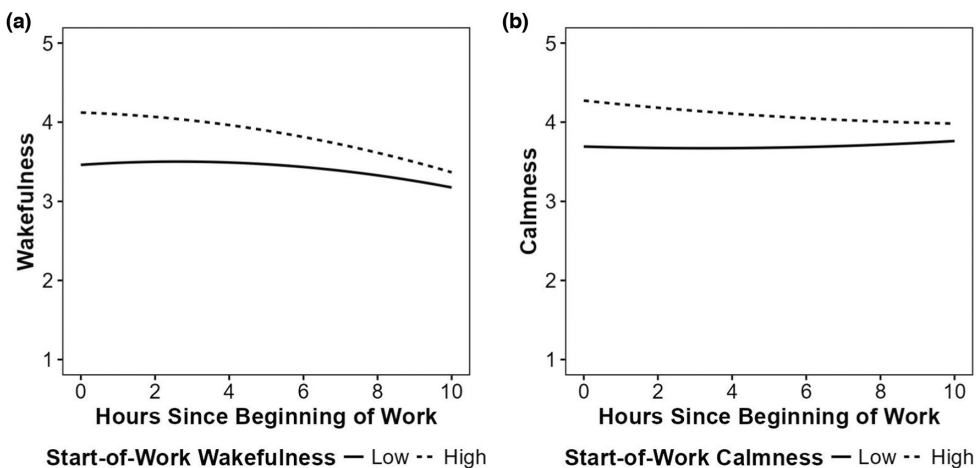 (a)
5
4
3
2
1
Wakefulness
0 2 4 6 8 10
Hours Since Beginning of Work
Start-of-Work Wakefulness Low High
(b)
5
4
3
2
1
Calmness
0 2 4 6 8 10
Hours Since Beginning of Work
Start-of-Work Calmness Low High